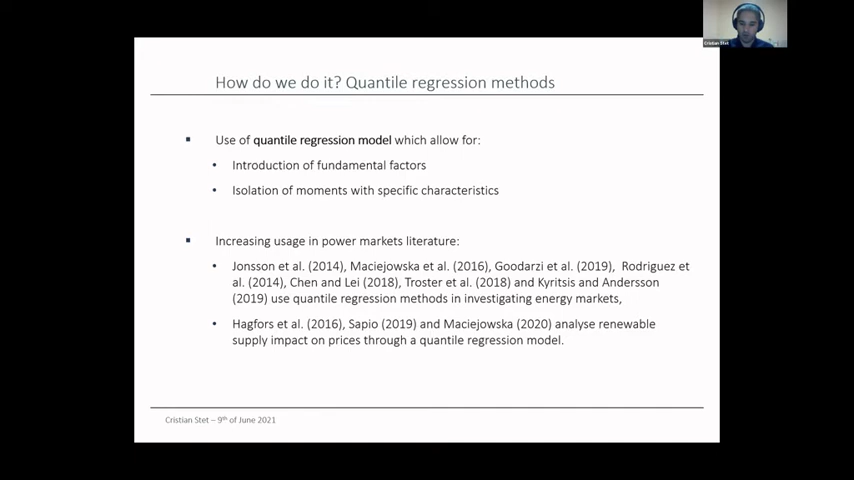 Cristian Stet
How do we do it? Quantile regression methods
Use of quantile regression model which allow for:
Introduction of fundamental factors
Isolation of moments with specific characteristics
Increasing usage in power markets literature:
Jonsson et al. (2014), Maciejowska et al. (2016), Goodarzi et al. (2019), Rodriguez et
al. (2014), Chen and Lei (2018), Troster et al. (2018) and Kyritsis and Andersson
(2019) use quantile regression methods in investigating energy markets,
Hagfors et al. (2016), Sapio (2019) and Maciejowska (2020) analyse renewable
supply impact on prices through a quantile regression model.
Cristian Stet – 9th of June 2021